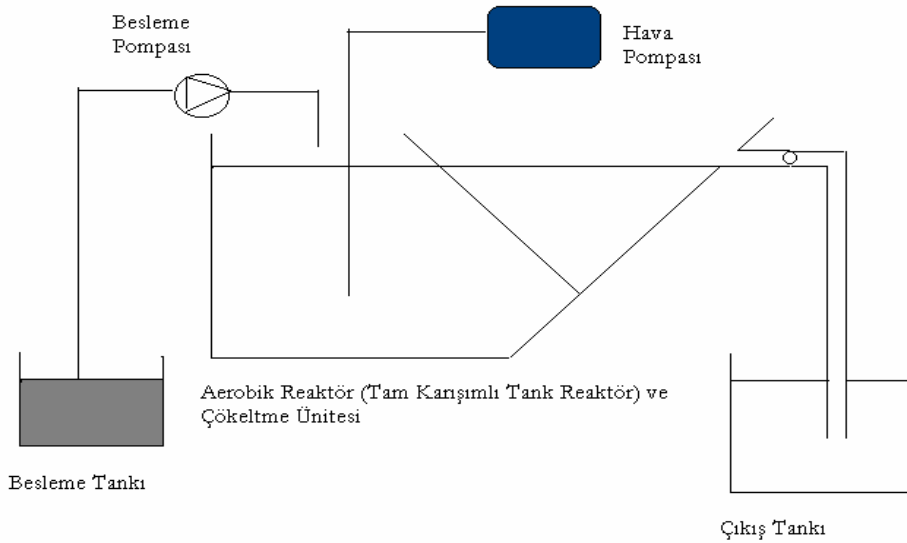 Besleme
Pompası
Hava
Pompası
Aerobik Reaktör (Tam Karışımlı Tank Reaktör) ve
Çökeltme Ünitesi
Besleme Tankı
Çıkış Tankı